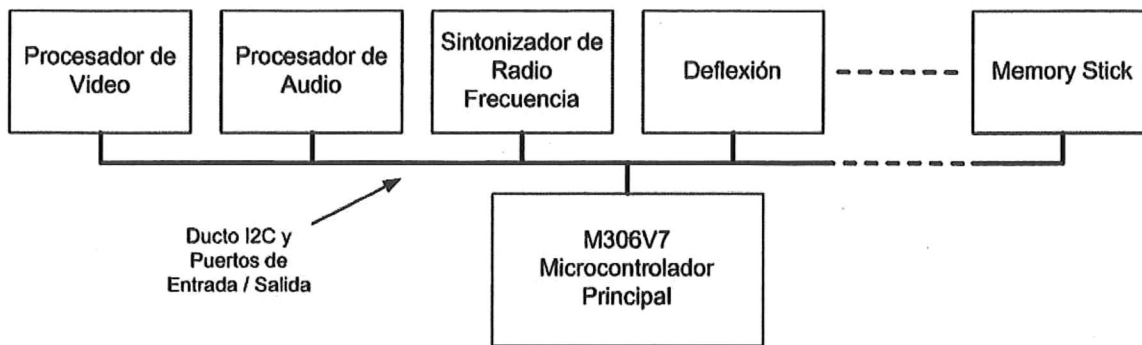 Procesador de
Video
Procesador de
Audio
Sintonizador de
Radio
Frecuencia
Deflexión
Memory Stick
Ducto I2C y
Puertos de
Entrada / Salida
M306V7
Microcontrolador
Principal